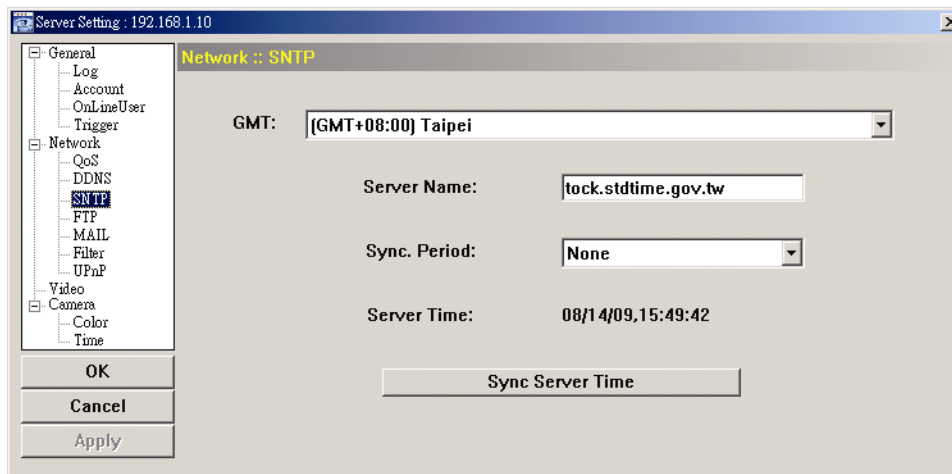 Server Setting : 192.168.1.10
General
Log
Account
OnLineUser
Trigger
Network
QoS
DDNS
SNTP
FTP
MAIL
Filter
UPnP
Video
Camera
Color
Time
OK
Cancel
Apply
Network :: SNTP
GMT: (GMT+08:00) Taipei
Server Name: tock.stdtime.gov.tw
Sync. Period: None
Server Time: 08/14/09,15:49:42
Sync Server Time